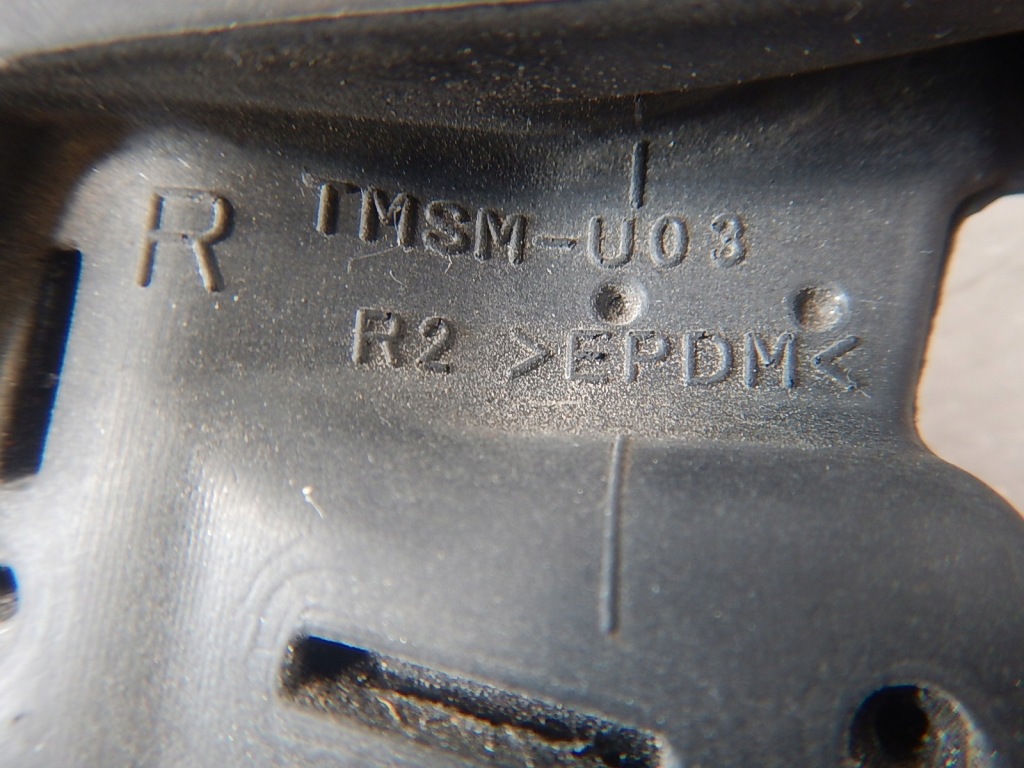 R TMSM-U03
R2 >EPDM<